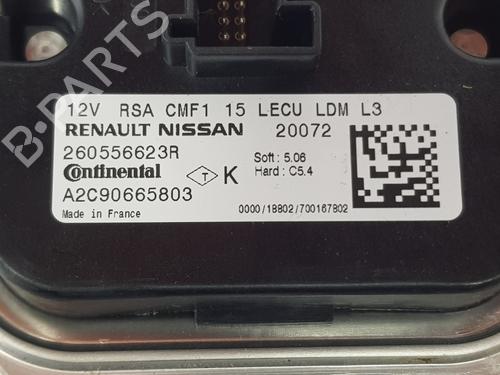 B-PARTS
12V RSA CMF1 15 LECU LDM L3
RENAULT NISSAN 20072
260556623R
Soft : 5.06
Continental T K Hard : C5.4
A2C90665803
Made in France 0000/18802/700167802